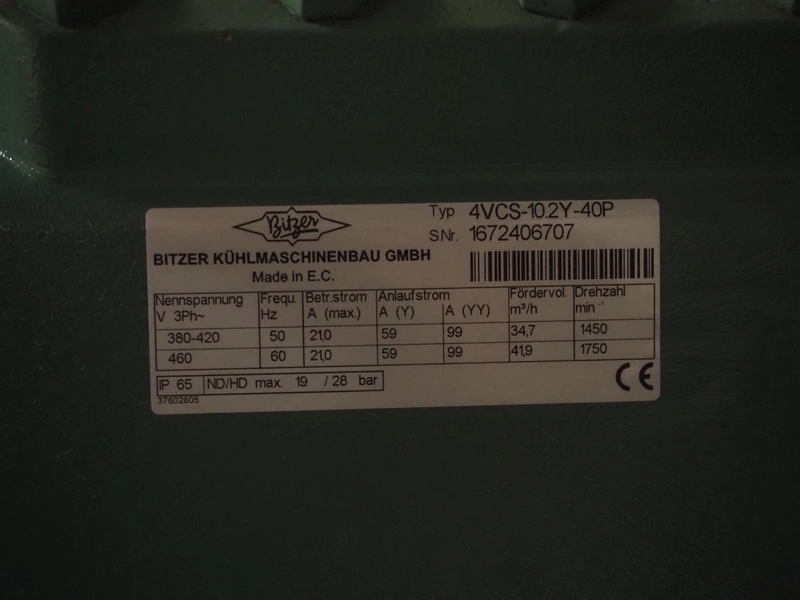 Bitzer
Typ 4VCS-10.2Y-40P
S.Nr. 1672406707
BITZER KÜHLMASCHINENBAU GMBH
Made in E.C.
Nennspannung Frequ. Betr.strom Anlaufstrom Fördervol. Drehzahl
V 3Ph~ Hz A (max.) A (Y) A (YY) m³/h min⁻¹
380-420 50 21,0 59 99 34,7 1450
460 60 21,0 59 99 41,9 1750
IP 65 ND/HD max. 19 / 28 bar
CE
37802805